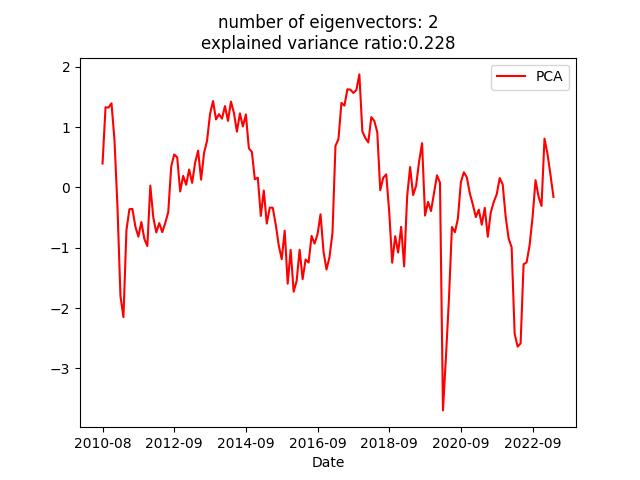 number of eigenvectors: 2
explained variance ratio:0.228
PCA
2
1
0
−1
−2
−3
2010-08 2012-09 2014-09 2016-09 2018-09 2020-09 2022-09
Date